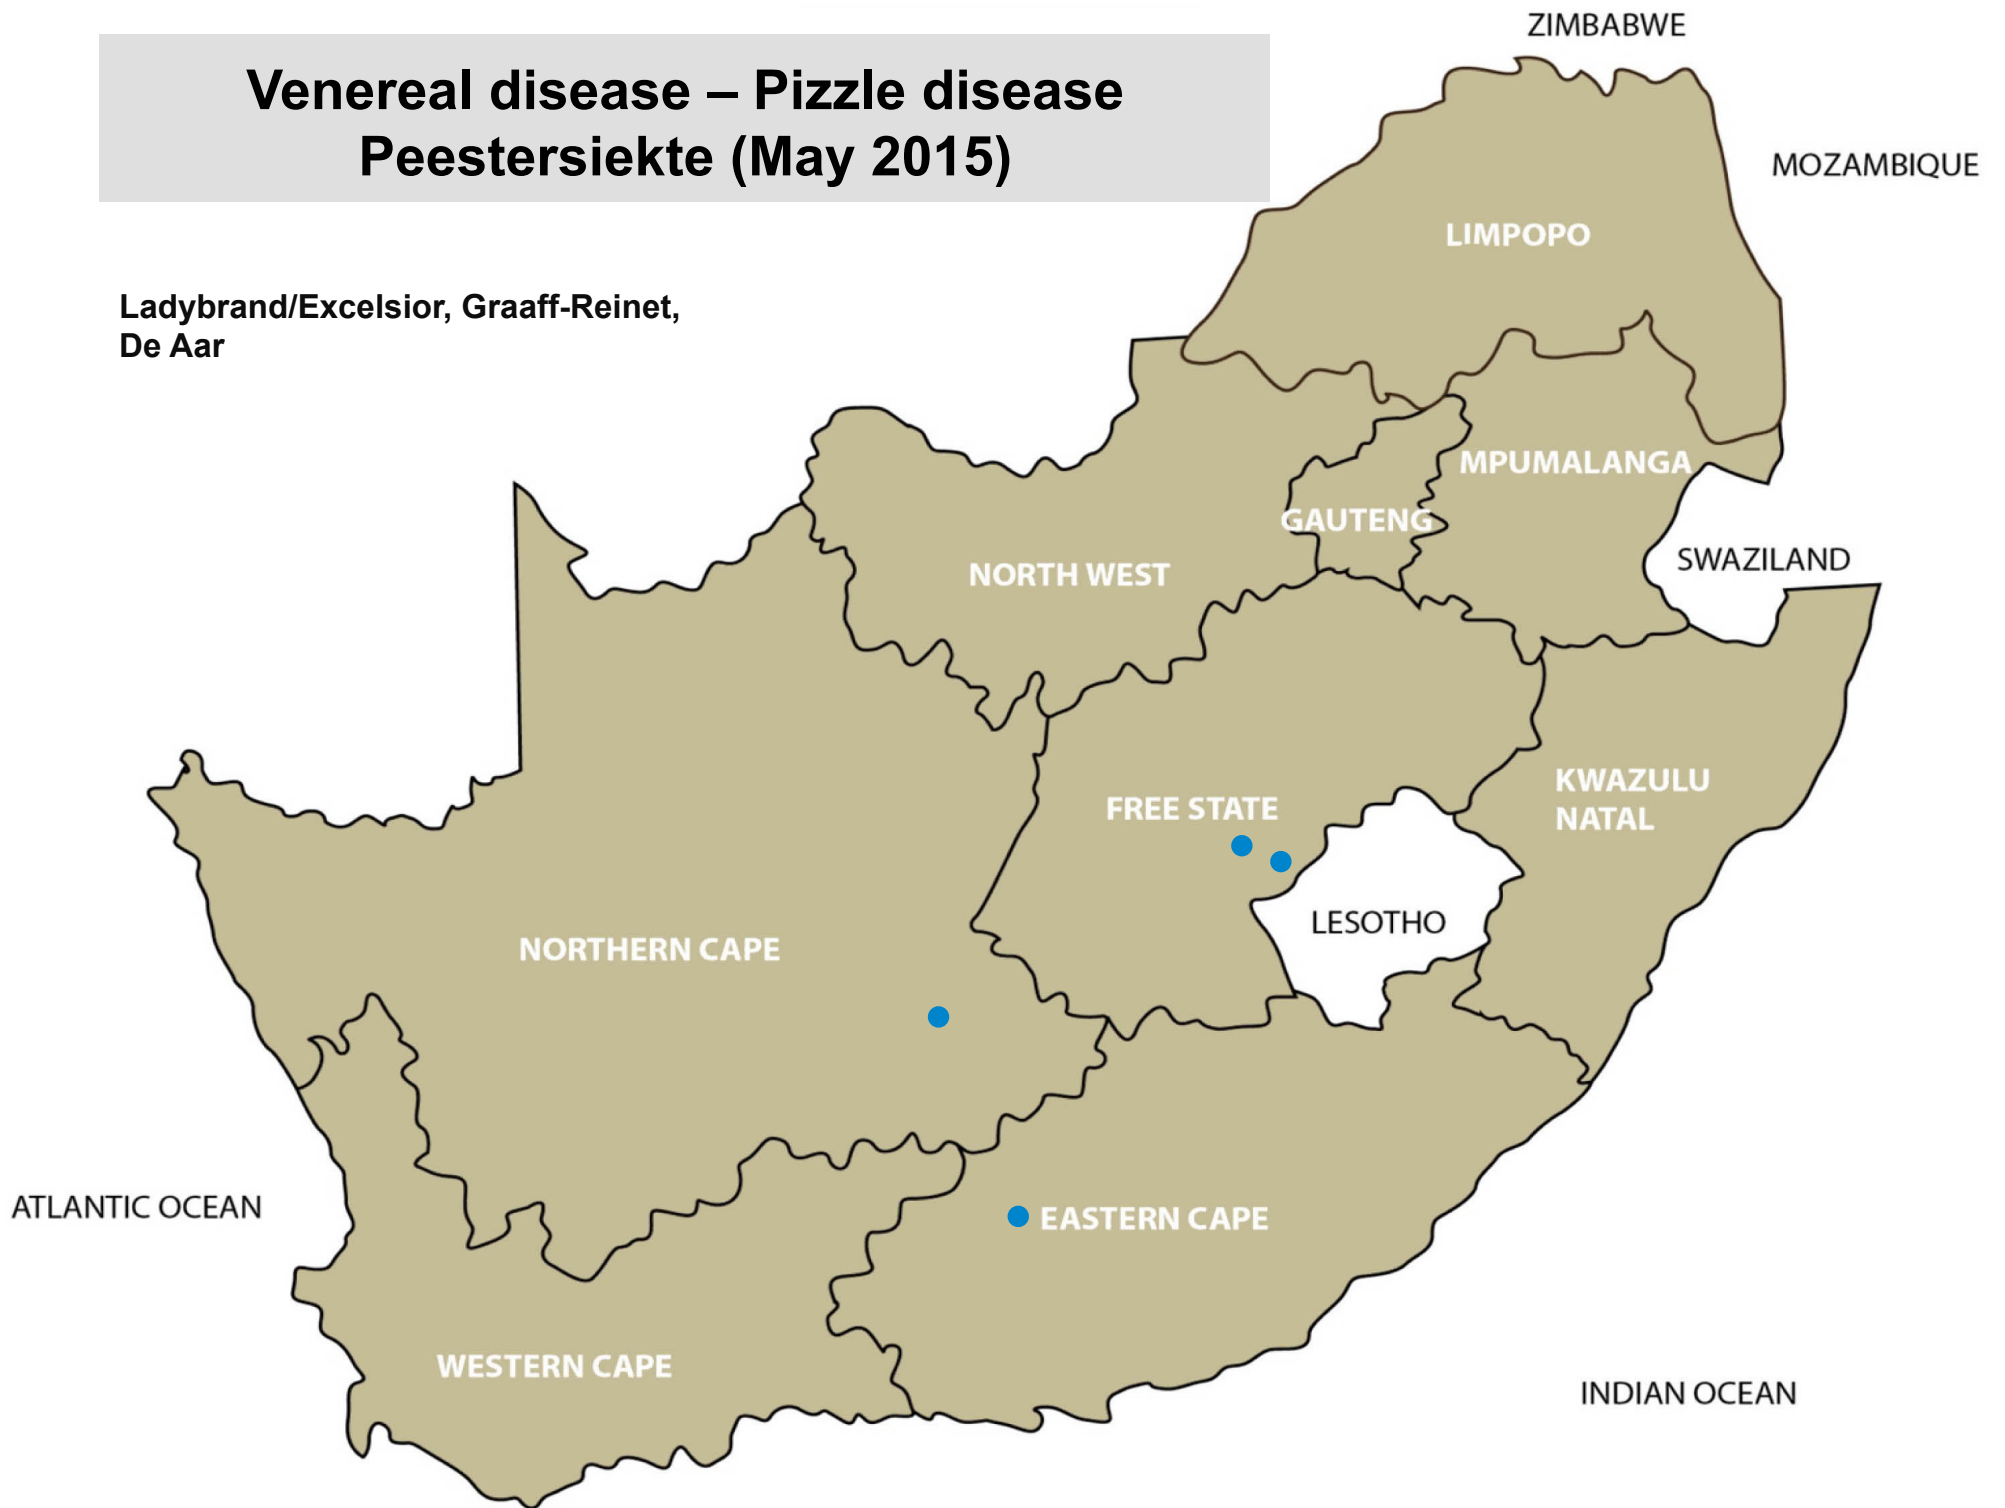 ZIMBABWE
Venereal disease – Pizzle disease
Peestersiekte (May 2015)
MOZAMBIQUE
LIMPOPO
Ladybrand/Excelsior, Graaff-Reinet,
De Aar
MPUMALANGA
GAUTENG
SWAZILAND
NORTH WEST
KWAZULU
NATAL
FREE STATE
LESOTHO
NORTHERN CAPE
ATLANTIC OCEAN
EASTERN CAPE
WESTERN CAPE
INDIAN OCEAN